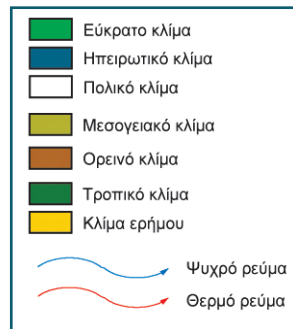 Εύκρατο κλίμα
Ηπειρωτικό κλίμα
Πολικό κλίμα
Μεσογειακό κλίμα
Ορεινό κλίμα
Τροπικό κλίμα
Κλίμα ερήμου
Ψυχρό ρεύμα
Θερμό ρεύμα